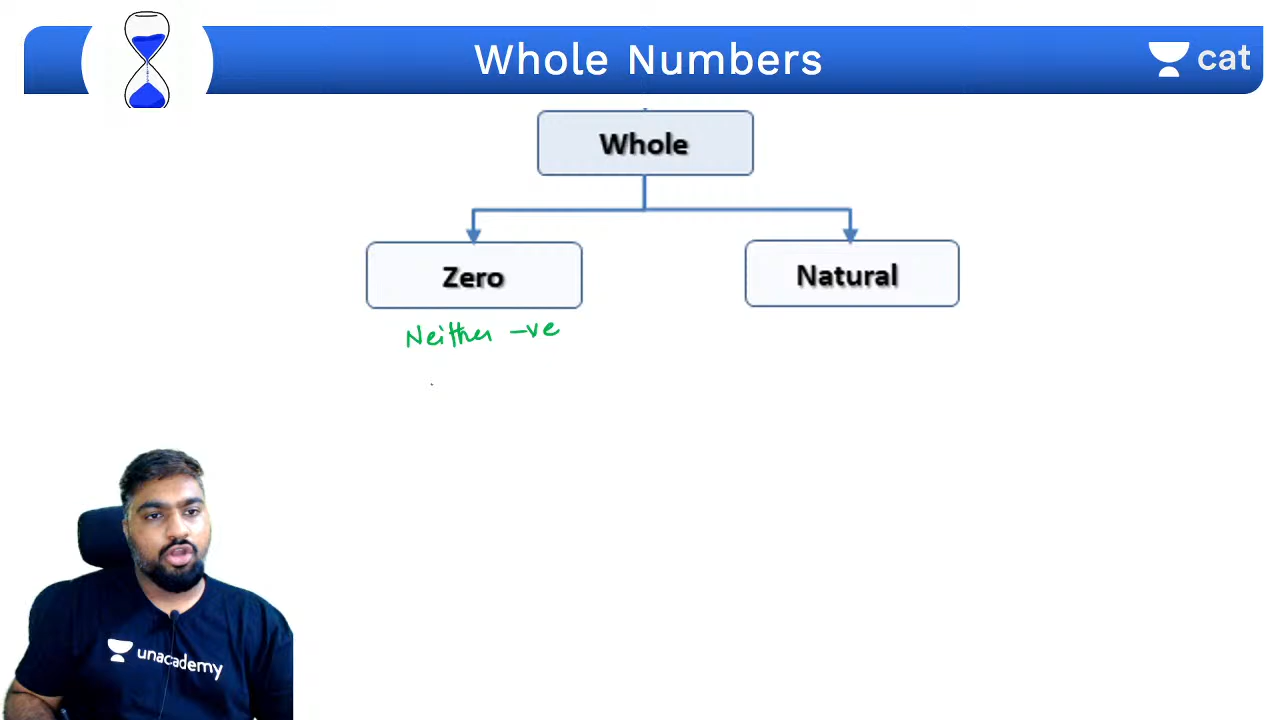 Whole Numbers
cat
Whole
Zero
Natural
Neither -ve
unacademy